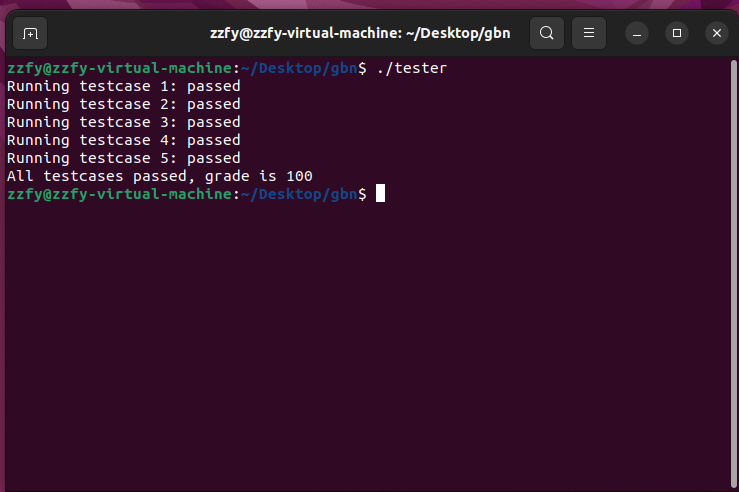 zzfy@zzfy-virtual-machine: ~/Desktop/gbn
zzfy@zzfy-virtual-machine:~/Desktop/gbn$ ./tester
Running testcase 1: passed
Running testcase 2: passed
Running testcase 3: passed
Running testcase 4: passed
Running testcase 5: passed
All testcases passed, grade is 100
zzfy@zzfy-virtual-machine:~/Desktop/gbn$